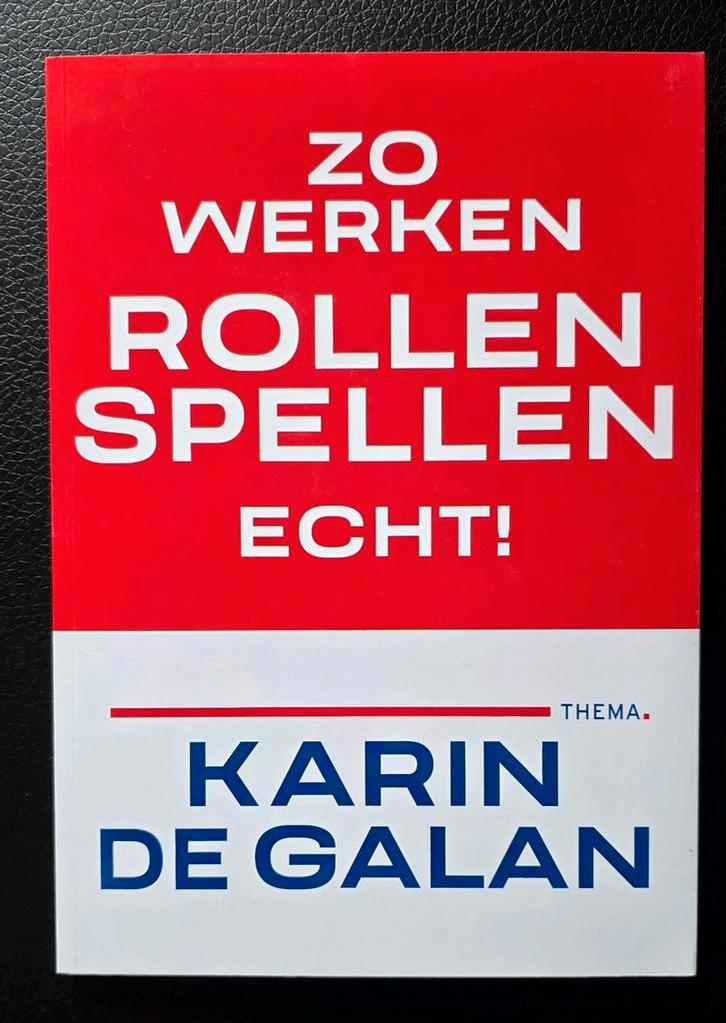 ZO
WERKEN
ROLLEN
SPELLEN
ECHT!
THEMA.
KARIN
DE GALAN